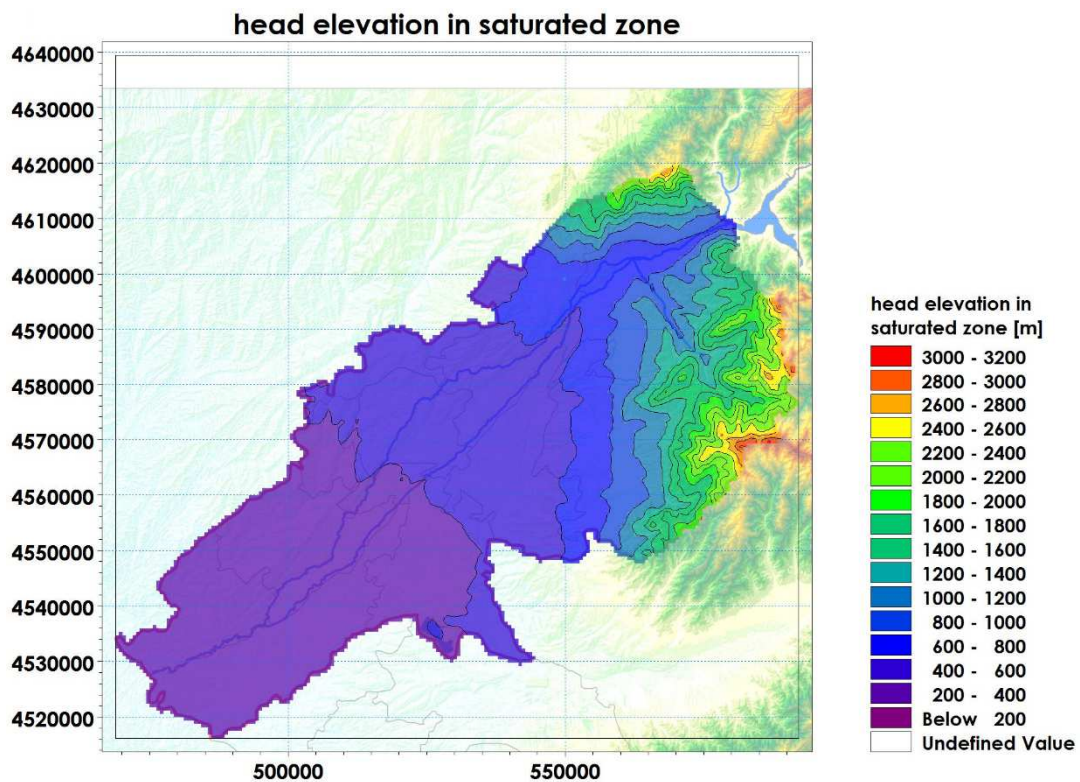 head elevation in saturated zone
4640000
4630000
4620000
4610000
4600000
4590000
4580000
4570000
4560000
4550000
4540000
4530000
4520000
500000
550000
head elevation in
saturated zone [m]
3000 - 3200
2800 - 3000
2600 - 2800
2400 - 2600
2200 - 2400
2000 - 2200
1800 - 2000
1600 - 1800
1400 - 1600
1200 - 1400
1000 - 1200
800 - 1000
600 - 800
400 - 600
200 - 400
Below 200
Undefined Value